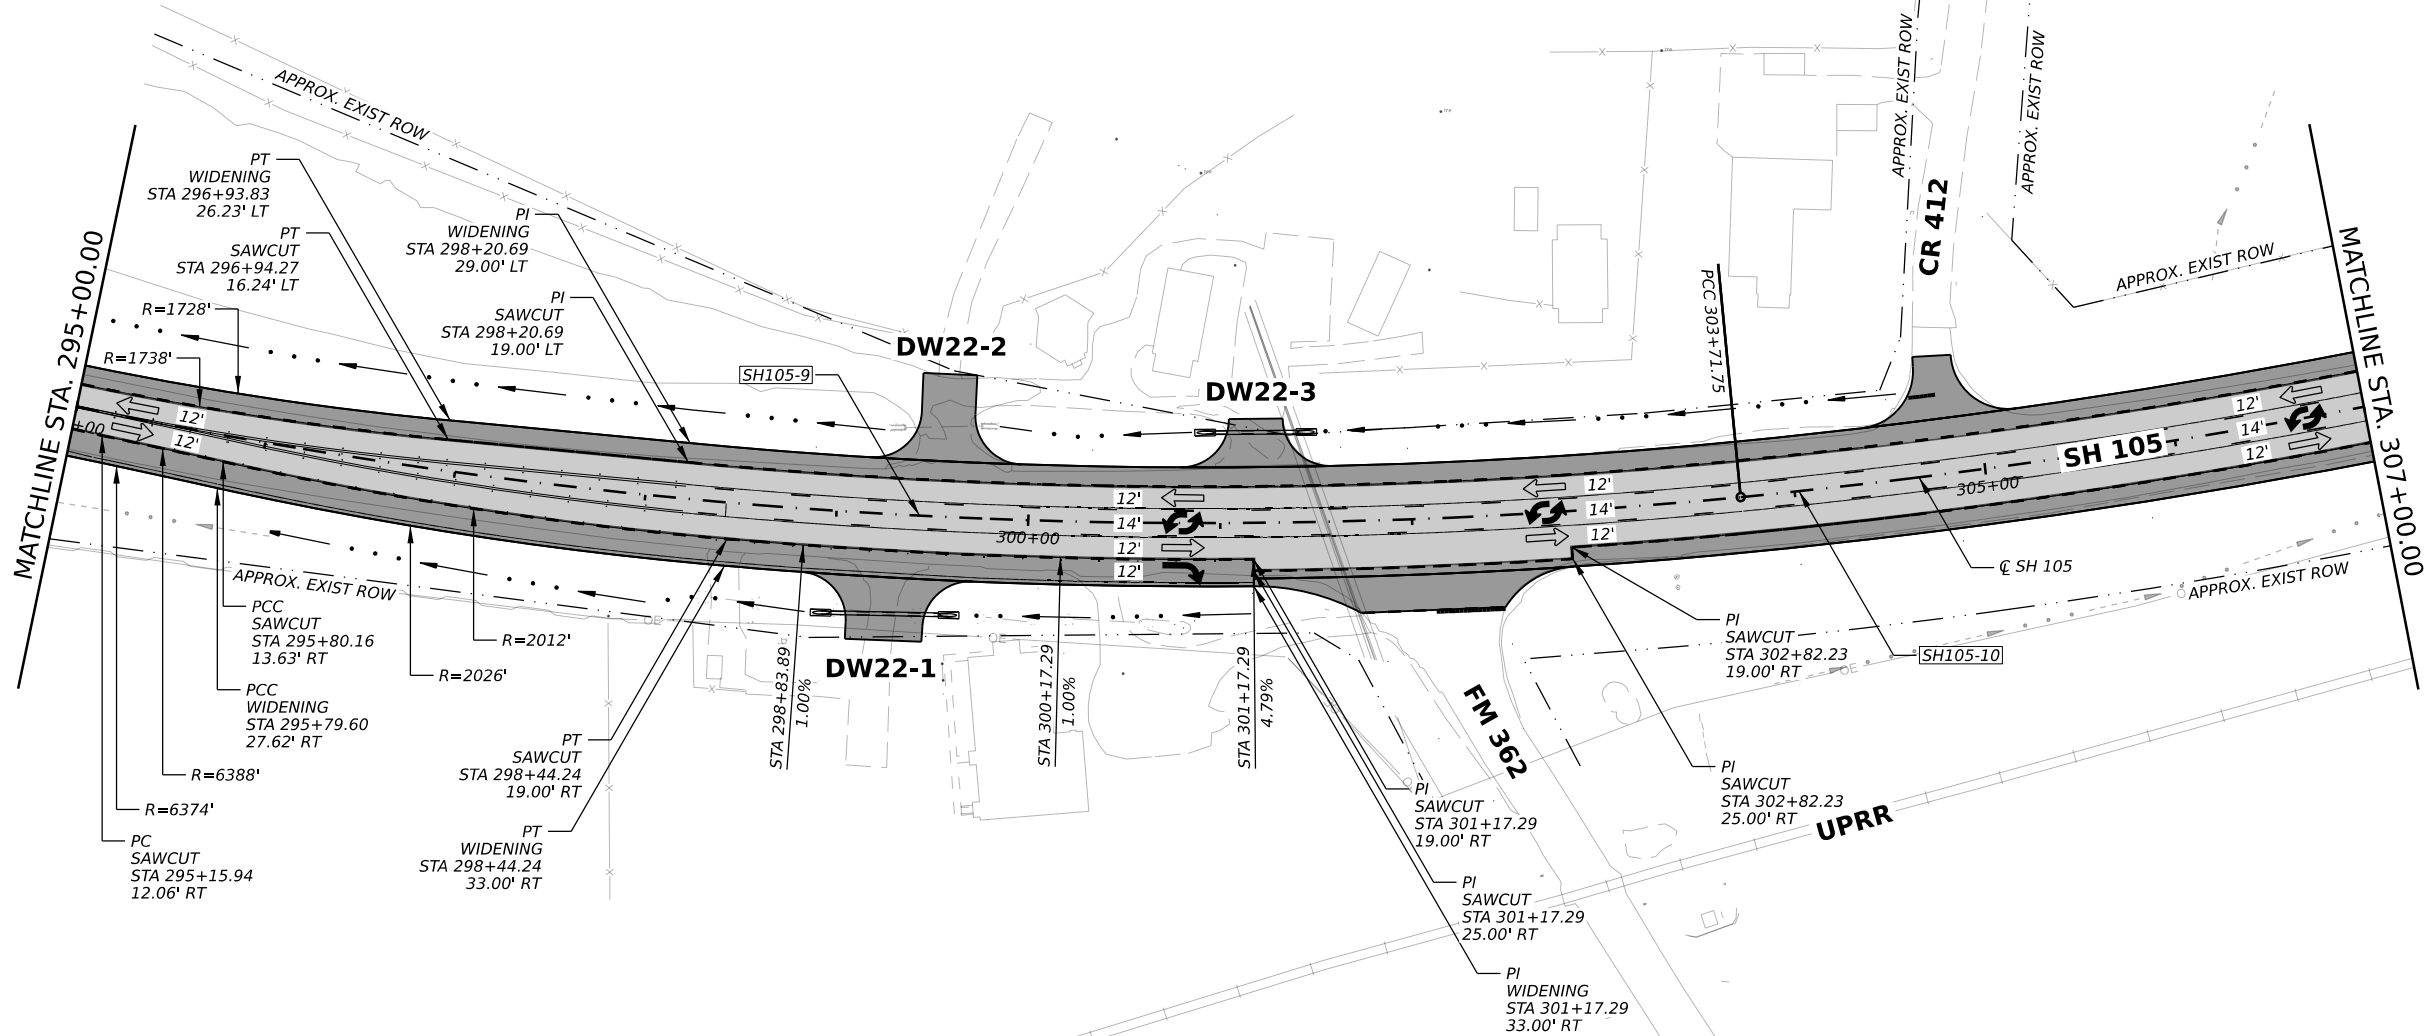 APPROX. EXIST ROW
APPROX. EXIST ROW
APPROX. EXIST ROW
PT
WIDENING
STA 296+93.83
26.23' LT
PT
SAWCUT
STA 296+94.27
16.24' LT
PI
WIDENING
STA 298+20.69
29.00' LT
PI
SAWCUT
STA 298+20.69
19.00' LT
R=1728'
R=1738'
MATCHLINE STA. 295+00.00
SH105-9
DW22-2
DW22-3
PCC 303+71.75
CR 412
APPROX. EXIST ROW
MATCHLINE STA. 307+00.00
12'
12'
+00
12'
14'
12'
12'
300+00
12'
14'
12'
SH 105
305+00
12'
14'
12'
℄ SH 105
APPROX. EXIST ROW
APPROX. EXIST ROW
PCC
SAWCUT
STA 295+80.16
13.63' RT
R=2012'
R=2026'
PCC
WIDENING
STA 295+79.60
27.62' RT
R=6388'
R=6374'
PC
SAWCUT
STA 295+15.94
12.06' RT
PT
SAWCUT
STA 298+44.24
19.00' RT
PT
WIDENING
STA 298+44.24
33.00' RT
DW22-1
STA 298+83.89
1.00%
STA 300+17.29
1.00%
STA 301+17.29
4.79%
FM 362
PI
SAWCUT
STA 302+82.23
19.00' RT
SH105-10
PI
SAWCUT
STA 302+82.23
25.00' RT
PI
SAWCUT
STA 301+17.29
19.00' RT
UPRR
PI
SAWCUT
STA 301+17.29
25.00' RT
PI
WIDENING
STA 301+17.29
33.00' RT
OE
OE
OE